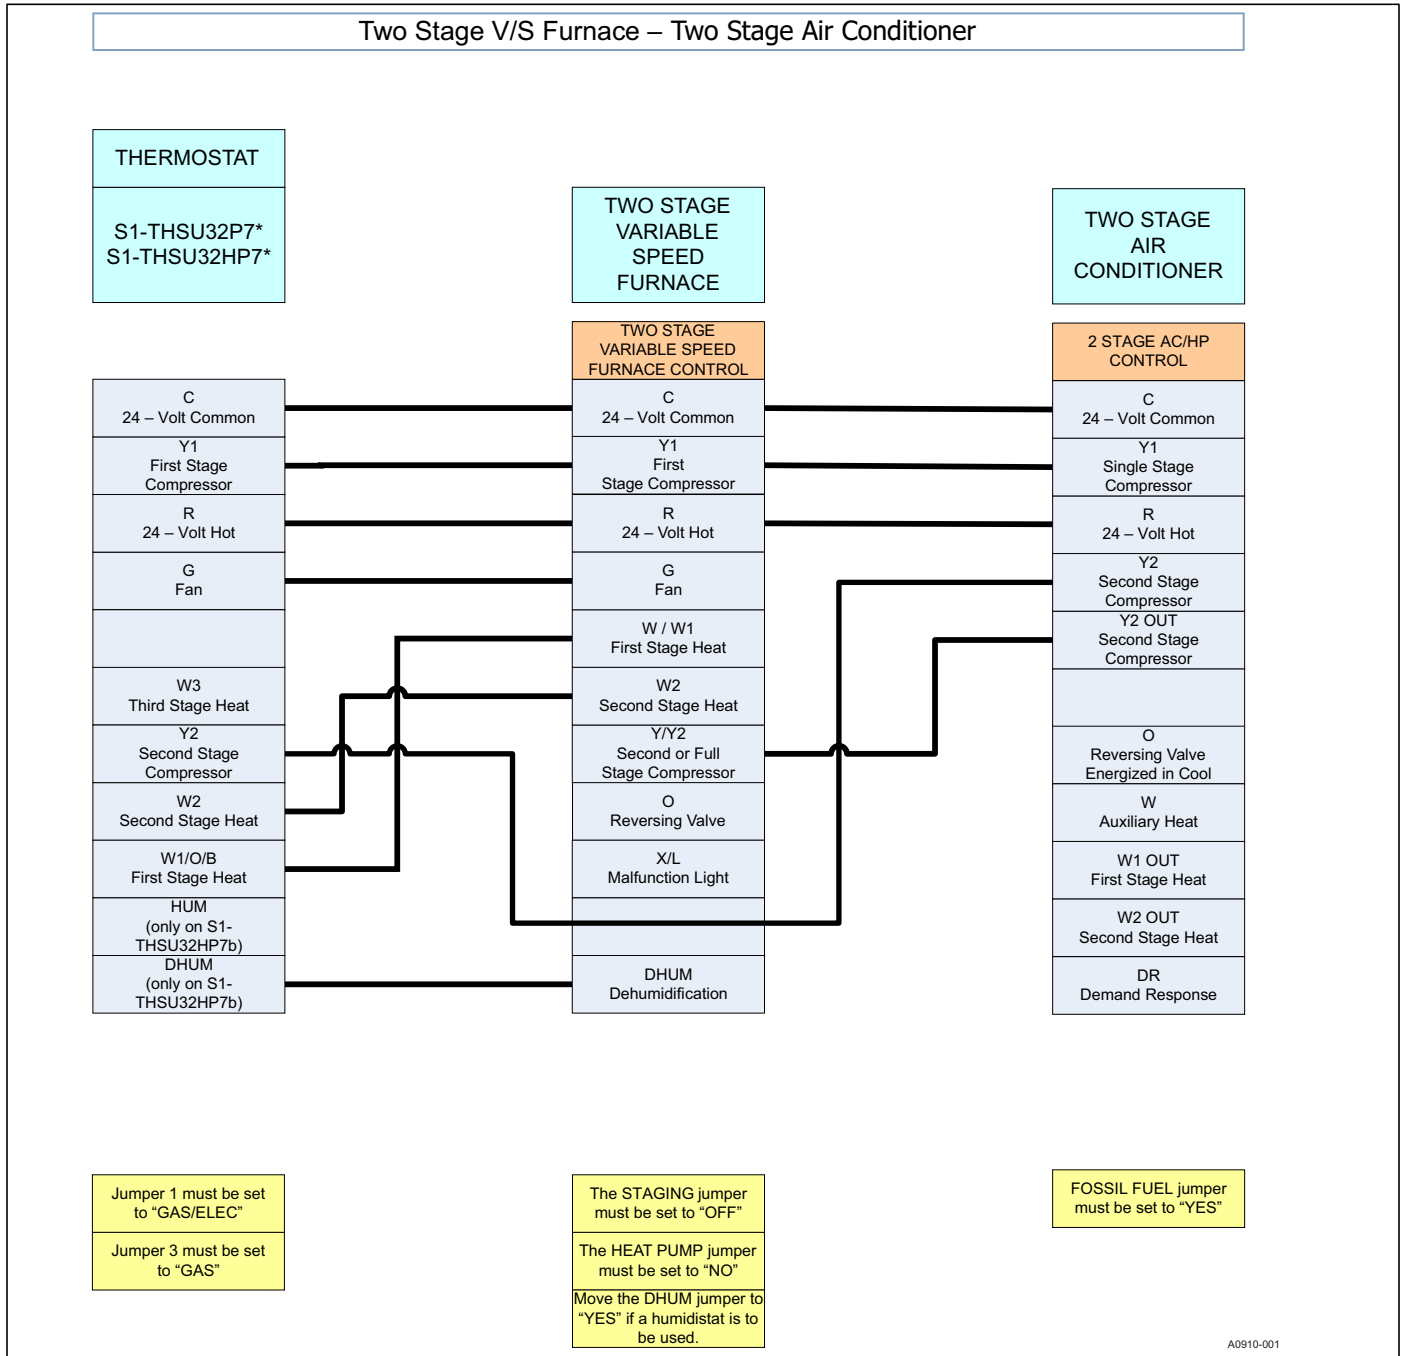 Two Stage V/S Furnace – Two Stage Air Conditioner
THERMOSTAT
S1-THSU32P7*
S1-THSU32HP7*
TWO STAGE
VARIABLE
SPEED
FURNACE
TWO STAGE
AIR
CONDITIONER
TWO STAGE
VARIABLE SPEED
FURNACE CONTROL
2 STAGE AC/HP
CONTROL
C
24 – Volt Common
Y1
First Stage
Compressor
R
24 – Volt Hot
G
Fan
W3
Third Stage Heat
Y2
Second Stage
Compressor
W2
Second Stage Heat
W1/O/B
First Stage Heat
HUM
(only on S1-
THSU32HP7b)
DHUM
(only on S1-
THSU32HP7b)
C
24 – Volt Common
Y1
First
Stage Compressor
R
24 – Volt Hot
G
Fan
W / W1
First Stage Heat
W2
Second Stage Heat
Y/Y2
Second or Full
Stage Compressor
O
Reversing Valve
X/L
Malfunction Light
DHUM
Dehumidification
C
24 – Volt Common
Y1
Single Stage
Compressor
R
24 – Volt Hot
Y2
Second Stage
Compressor
Y2 OUT
Second Stage
Compressor
O
Reversing Valve
Energized in Cool
W
Auxiliary Heat
W1 OUT
First Stage Heat
W2 OUT
Second Stage Heat
DR
Demand Response
Jumper 1 must be set
to “GAS/ELEC”
Jumper 3 must be set
to “GAS”
The STAGING jumper
must be set to “OFF”
The HEAT PUMP jumper
must be set to “NO”
Move the DHUM jumper to
“YES” if a humidistat is to
be used.
FOSSIL FUEL jumper
must be set to “YES”
A0910-001